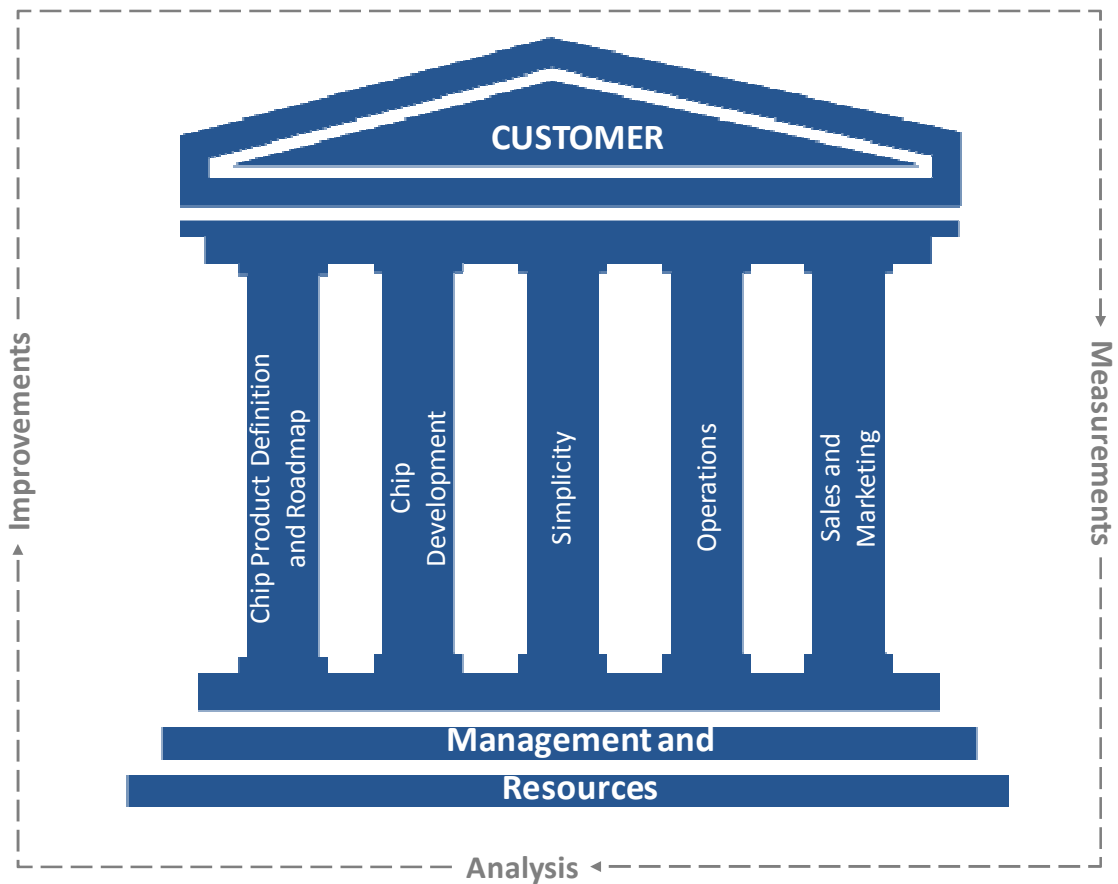 CUSTOMER
Improvements
Chip Product Definition
and Roadmap
Chip
Development
Simplicity
Operations
Sales and
Marketing
Measurements
Management and
Resources
Analysis